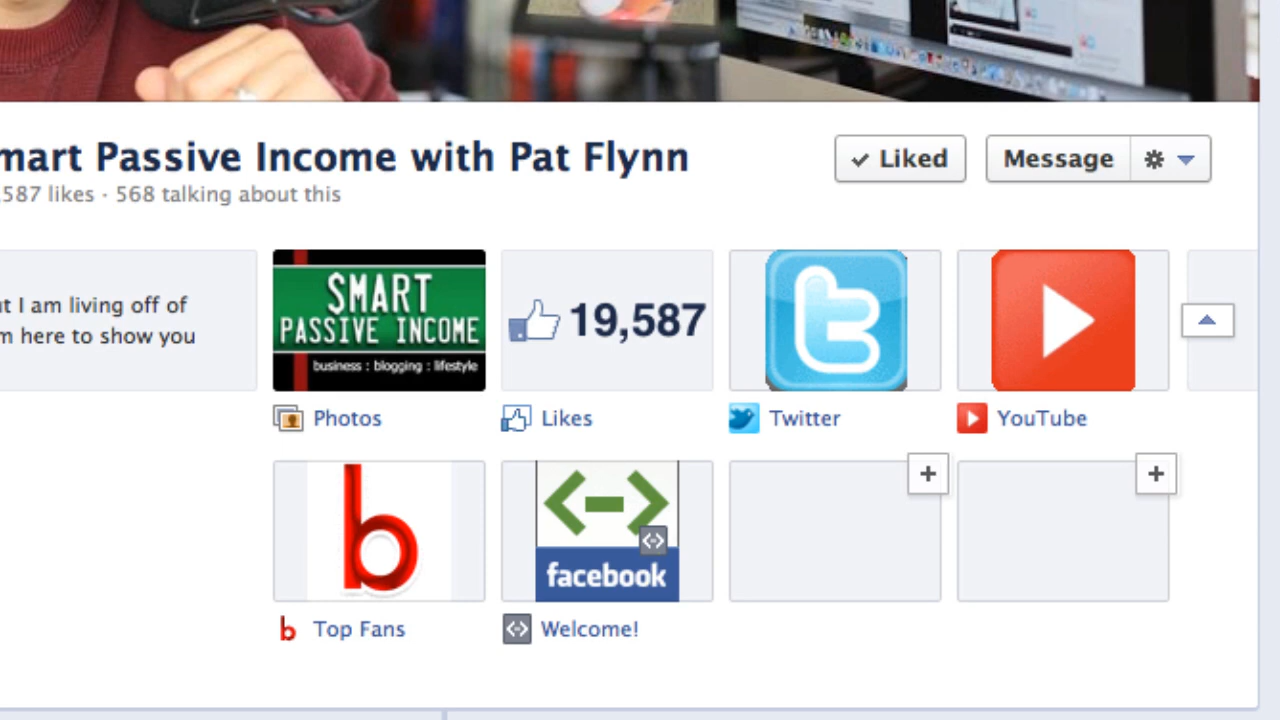 mart Passive Income with Pat Flynn
Liked
Message
,587 likes · 568 talking about this
t I am living off of
m here to show you
$MART
PASSIVE INCOME
business : blogging : lifestyle
19,587
Photos
Likes
Twitter
YouTube
b
facebook
b Top Fans
Welcome!